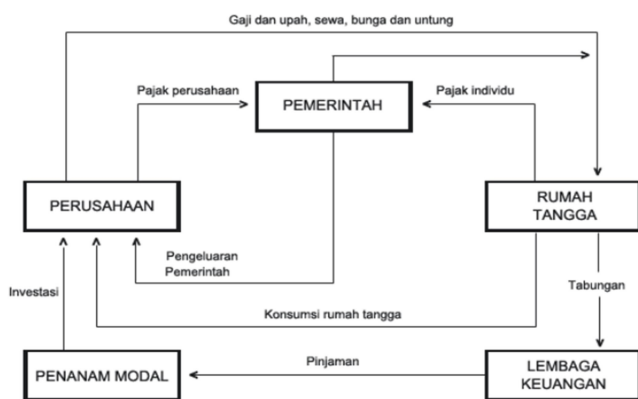 Gaji dan upah, sewa, bunga dan untung
Pajak perusahaan
PEMERINTAH
Pajak individu
PERUSAHAAN
RUMAH
TANGGA
Pengeluaran
Pemerintah
Investasi
Tabungan
Konsumsi rumah tangga
PENANAM MODAL
Pinjaman
LEMBAGA
KEUANGAN